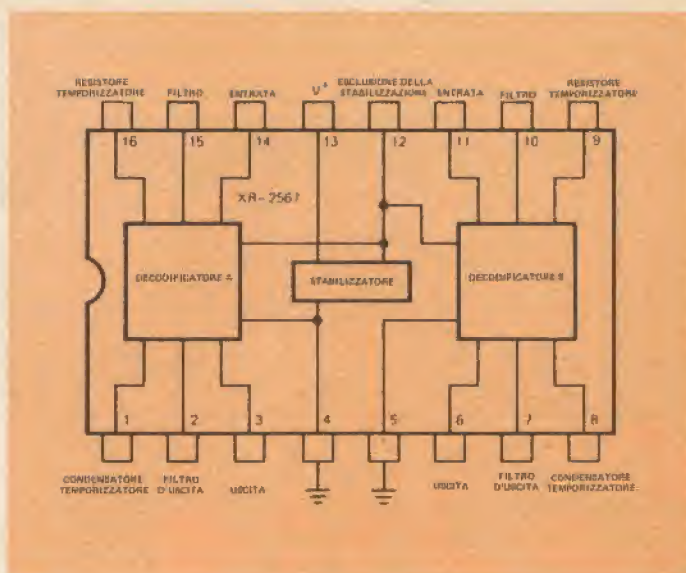 RESISTORE
TEMPORIZZATORE
FILTRO
ENTRATA
V+
ESCLUSIONE DELLA
STABILIZZAZIONE
ENTRATA
FILTRO
RESISTORE
TEMPORIZZATORE
16
15
14
13
12
11
10
9
XR-2567
DECODIFICATORE A
STABILIZZATORE
DECODIFICATORE B
1
2
3
4
5
6
7
8
CONDENSATORE
TEMPORIZZATORE
FILTRO
D'USCITA
USCITA
USCITA
FILTRO
D'USCITA
CONDENSATORE
TEMPORIZZATORE